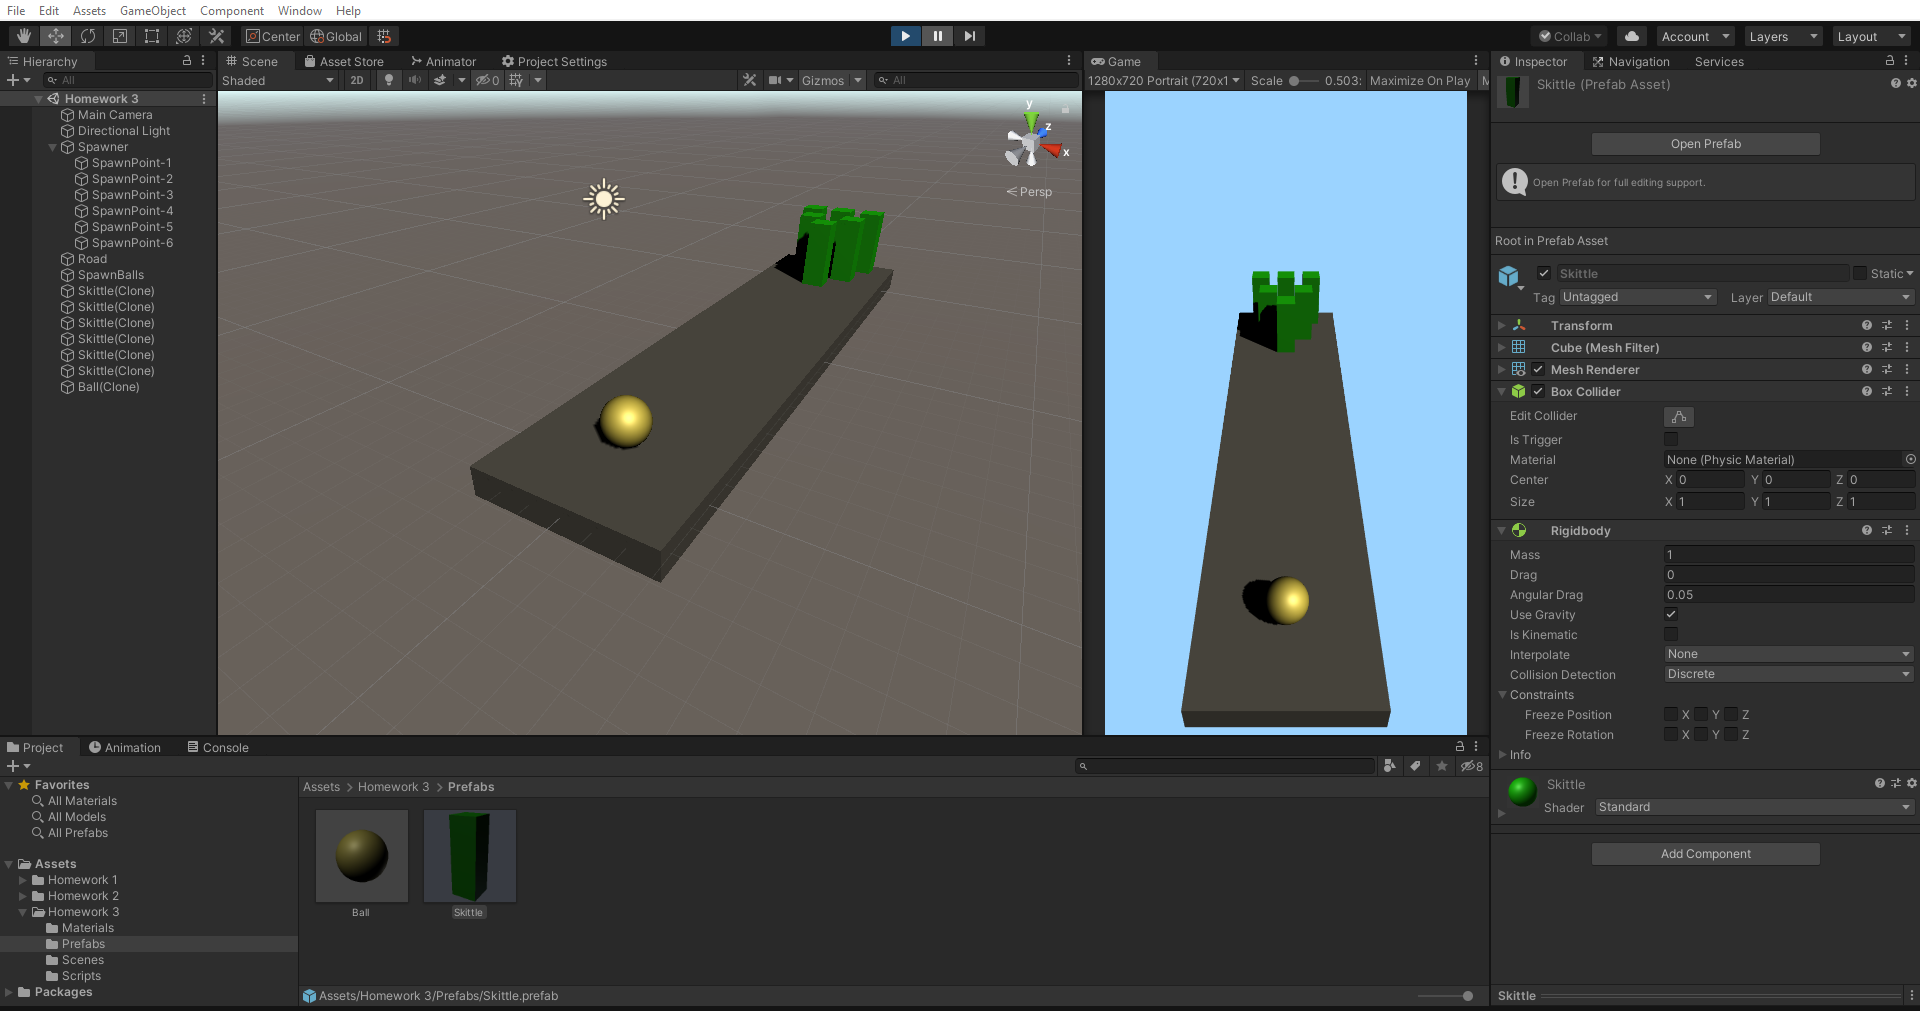 File Edit Assets GameObject Component Window Help
Center Global
Collab Account Layers Layout
Hierarchy
All
Homework 3
Main Camera
Directional Light
Spawner
SpawnPoint-1
SpawnPoint-2
SpawnPoint-3
SpawnPoint-4
SpawnPoint-5
SpawnPoint-6
Road
SpawnBalls
Skittle(Clone)
Skittle(Clone)
Skittle(Clone)
Skittle(Clone)
Skittle(Clone)
Skittle(Clone)
Ball(Clone)
Scene Asset Store Animator Project Settings
Shaded 2D 0 Gizmos All
y
z
x
Persp
Game
1280x720 Portrait (720x1 Scale 0.503: Maximize On Play M
Inspector Navigation Services
Skittle (Prefab Asset)
Open Prefab
Open Prefab for full editing support.
Root in Prefab Asset
Skittle Static
Tag Untagged Layer Default
Transform
Cube (Mesh Filter)
Mesh Renderer
Box Collider
Edit Collider
Is Trigger
Material None (Physic Material)
Center X 0 Y 0 Z 0
Size X 1 Y 1 Z 1
Rigidbody
Mass 1
Drag 0
Angular Drag 0.05
Use Gravity
Is Kinematic
Interpolate None
Collision Detection Discrete
Constraints
Freeze Position X Y Z
Freeze Rotation X Y Z
Info
Skittle
Shader Standard
Add Component
Skittle
Project Animation Console
8
Favorites
All Materials
All Models
All Prefabs
Assets
Homework 1
Homework 2
Homework 3
Materials
Prefabs
Scenes
Scripts
Packages
Assets > Homework 3 > Prefabs
Ball Skittle
Assets/Homework 3/Prefabs/Skittle.prefab